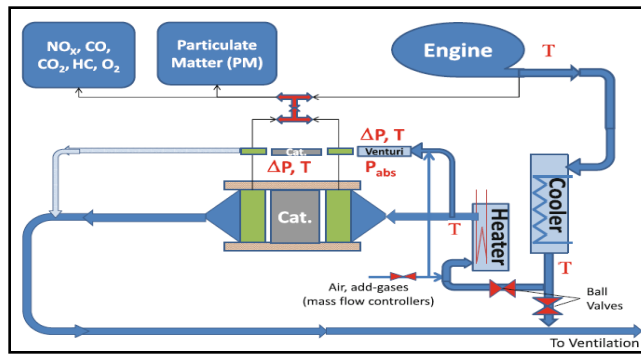 NOX, CO,
CO2, HC, O2
Particulate
Matter (PM)
Engine
T
ΔP, T
Cat.
Venturi
ΔP, T
Pabs
Cat.
T
Heater
Cooler
T
Air, add-gases
(mass flow controllers)
Ball
Valves
To Ventilation